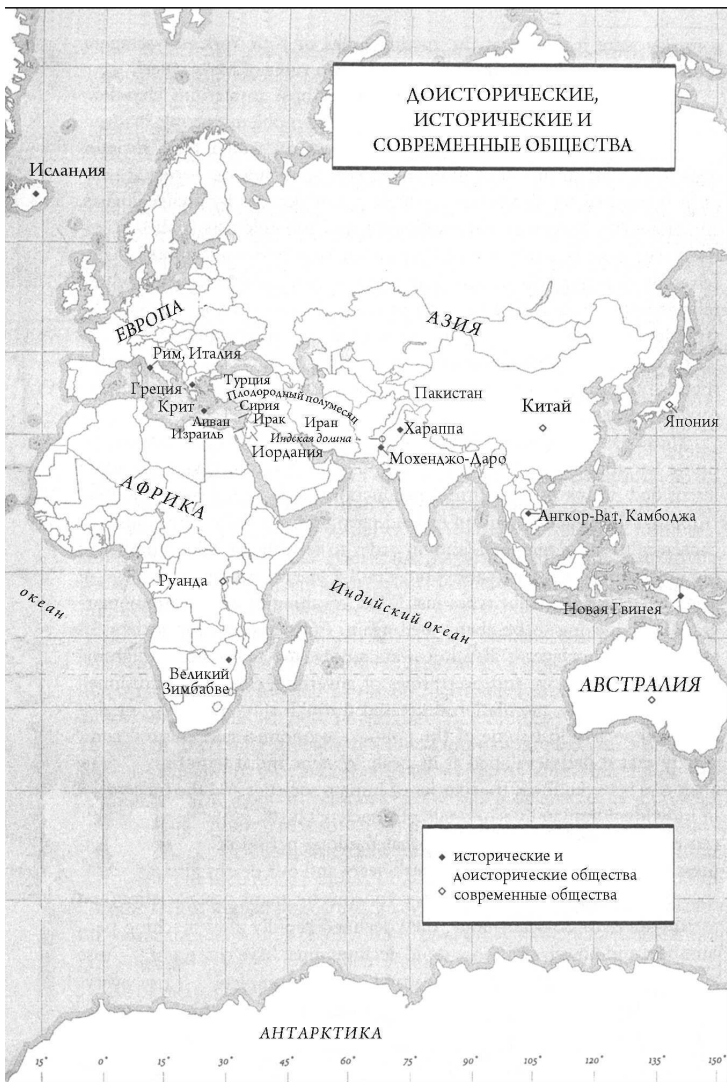 ДОИСТОРИЧЕСКИЕ,
ИСТОРИЧЕСКИЕ И
СОВРЕМЕННЫЕ ОБЩЕСТВА
Исландия
ЕВРОПА
АЗИЯ
Рим, Италия
Греция
Турция
Плодородный полумесяц
Крит
Сирия
Ливан
Ирак
Иран
Израиль
Индская долина
Иордания
Пакистан
Хараппа
Мохенджо-Даро
Китай
Япония
АФРИКА
Ангкор-Ват, Камбоджа
Руанда
океан
Индийский океан
Новая Гвинея
Великий
Зимбабве
АВСТРАЛИЯ
исторические и
доисторические общества
современные общества
АНТАРКТИКА
15° 0° 15° 30° 45° 60° 75° 90° 105° 120° 135° 150°